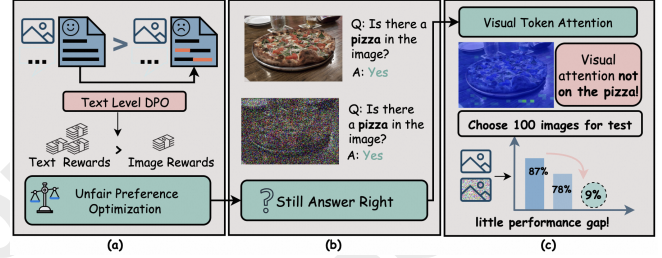 Text Level DPO
Text Rewards > Image Rewards
Unfair Preference
Optimization
(a)
Q: Is there a
pizza in the
image?
A: Yes
Q: Is there
a pizza in the
image?
A: Yes
? Still Answer Right
(b)
Visual Token Attention
Visual
attention not
on the pizza!
Choose 100 images for test
87%
78%
9%
little performance gap!
(c)